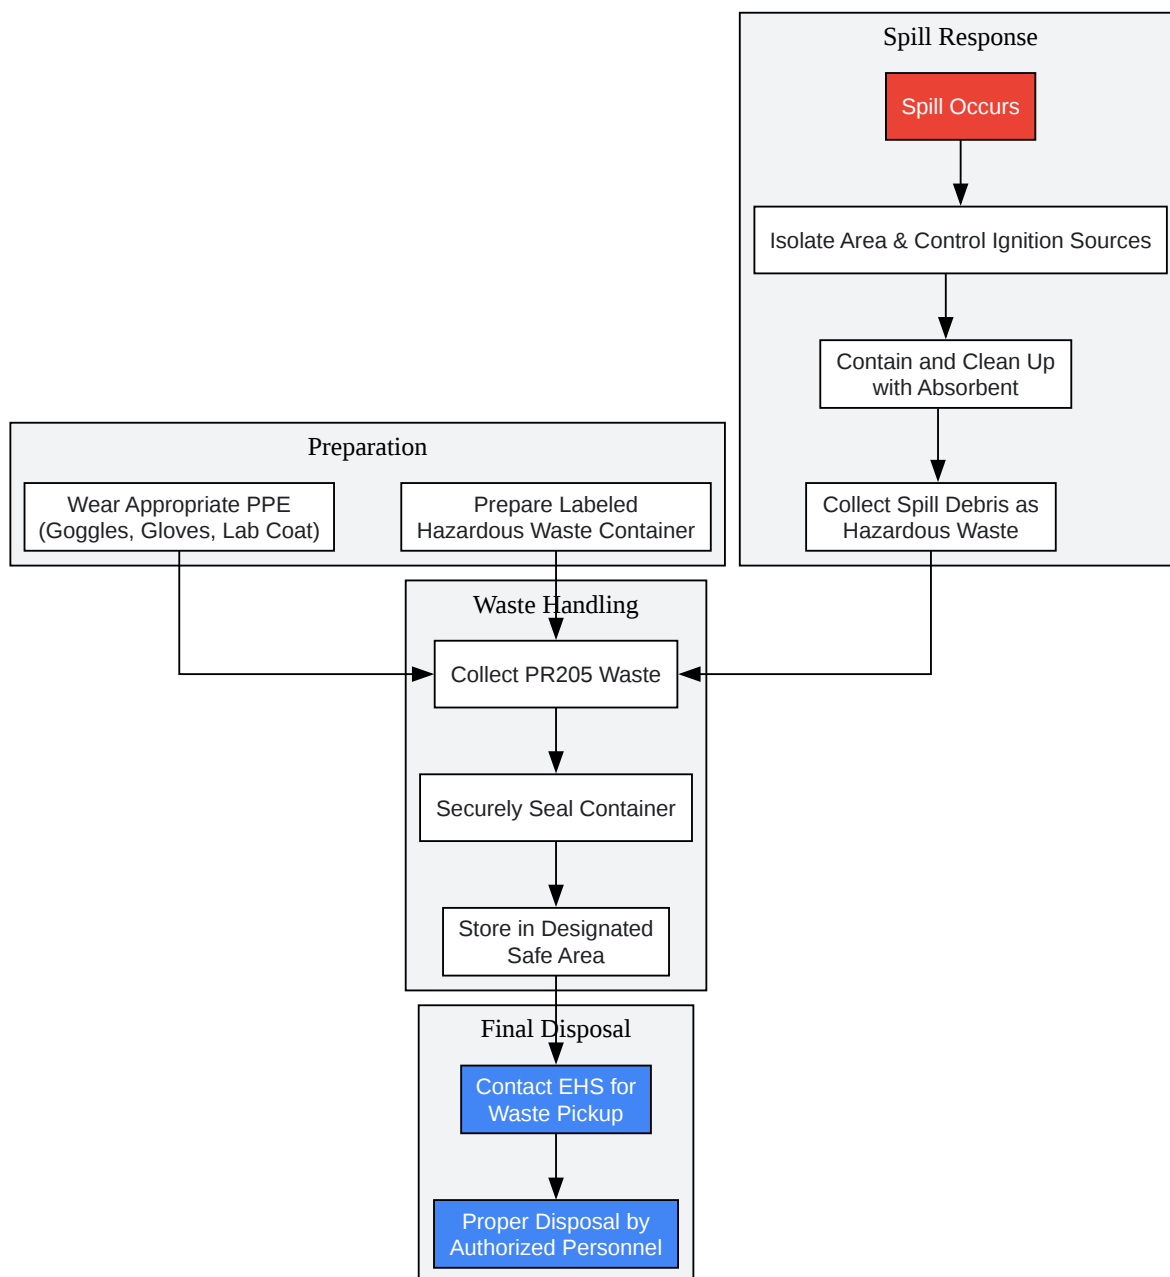 Spill Response
Spill Occurs
Isolate Area & Control Ignition Sources
Contain and Clean Up
with Absorbent
Collect Spill Debris as
Hazardous Waste
Preparation
Wear Appropriate PPE
(Goggles, Gloves, Lab Coat)
Prepare Labeled
Hazardous Waste Container
Waste Handling
Collect PR205 Waste
Securely Seal Container
Store in Designated
Safe Area
Final Disposal
Contact EHS for
Waste Pickup
Proper Disposal by
Authorized Personnel